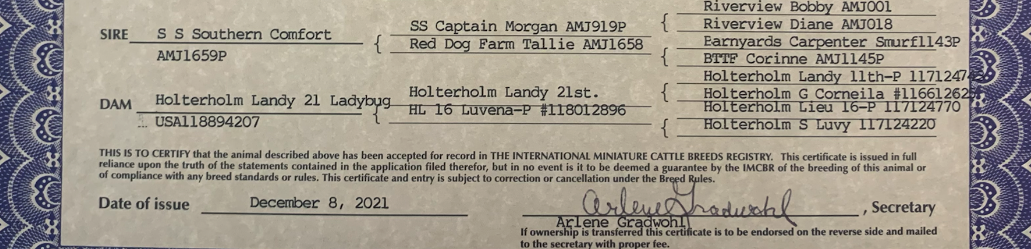 Riverview Bobby AMJ001
SIRE S S Southern Comfort
SS Captain Morgan AMJ919P
Riverview Diane AMJ018
AMJ1659P
Red Dog Farm Tallie AMJ1658
Barnyards Carpenter Smurf1143P
BTTF Corinne AMJ1145P
Holterholm Landy 11th-P 1171247
DAM Holterholm Landy 21 Ladybug
Holterholm Landy 21st.
Holterholm G Corneila #1166126
USA118894207
HL 16 Luvena-P #118012896
Holterholm Lieu 16-P 117124770
Holterholm S Luvy 117124220
THIS IS TO CERTIFY that the animal described above has been accepted for record in THE INTERNATIONAL MINIATURE CATTLE BREEDS REGISTRY. This certificate is issued in full
reliance upon the truth of the statements contained in the application filed therefor, but in no event is it to be deemed a guarantee by the IMCBR of the breeding of this animal or
of compliance with any breed standards or rules. This certificate and entry is subject to correction or cancellation under the Breed Rules.
Date of issue December 8, 2021
Arlene Gradwohl , Secretary
Arlene Gradwohl
If ownership is transferred this certificate is to be endorsed on the reverse side and mailed
to the secretary with proper fee.